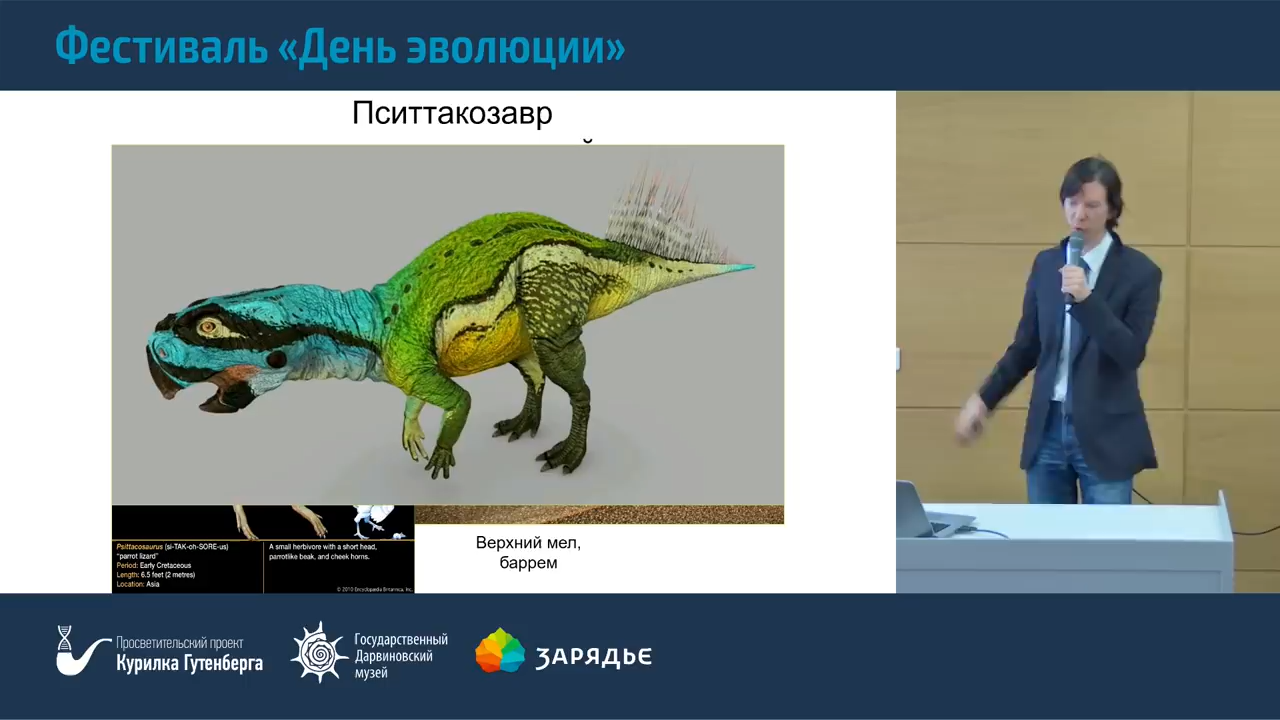 Фестиваль «День эволюции»
Пситтакозавр
Psittacosaurus (si-TAK-oh-SORE-us)
"parrot lizard"
Period: Early Cretaceous
Length: 6.5 feet (2 metres)
Location: Asia
A small herbivore with a short head,
parrotlike beak, and cheek horns.
© 2010 Encyclopædia Britannica, Inc.
Верхний мел,
баррем
Просветительский проект
Курилка Гутенберга
Государственный
Дарвиновский
музей
ЗАРЯДЬЕ